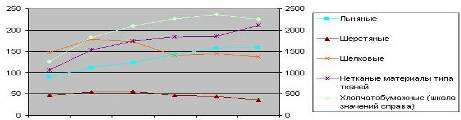 250
200
150
100
50
0
2500
2000
1500
1000
500
0
Льняные
Шерстяные
Шелковые
Нетканые материалы типа
тканей
Хлопчатобумажные (школа
значений справа)